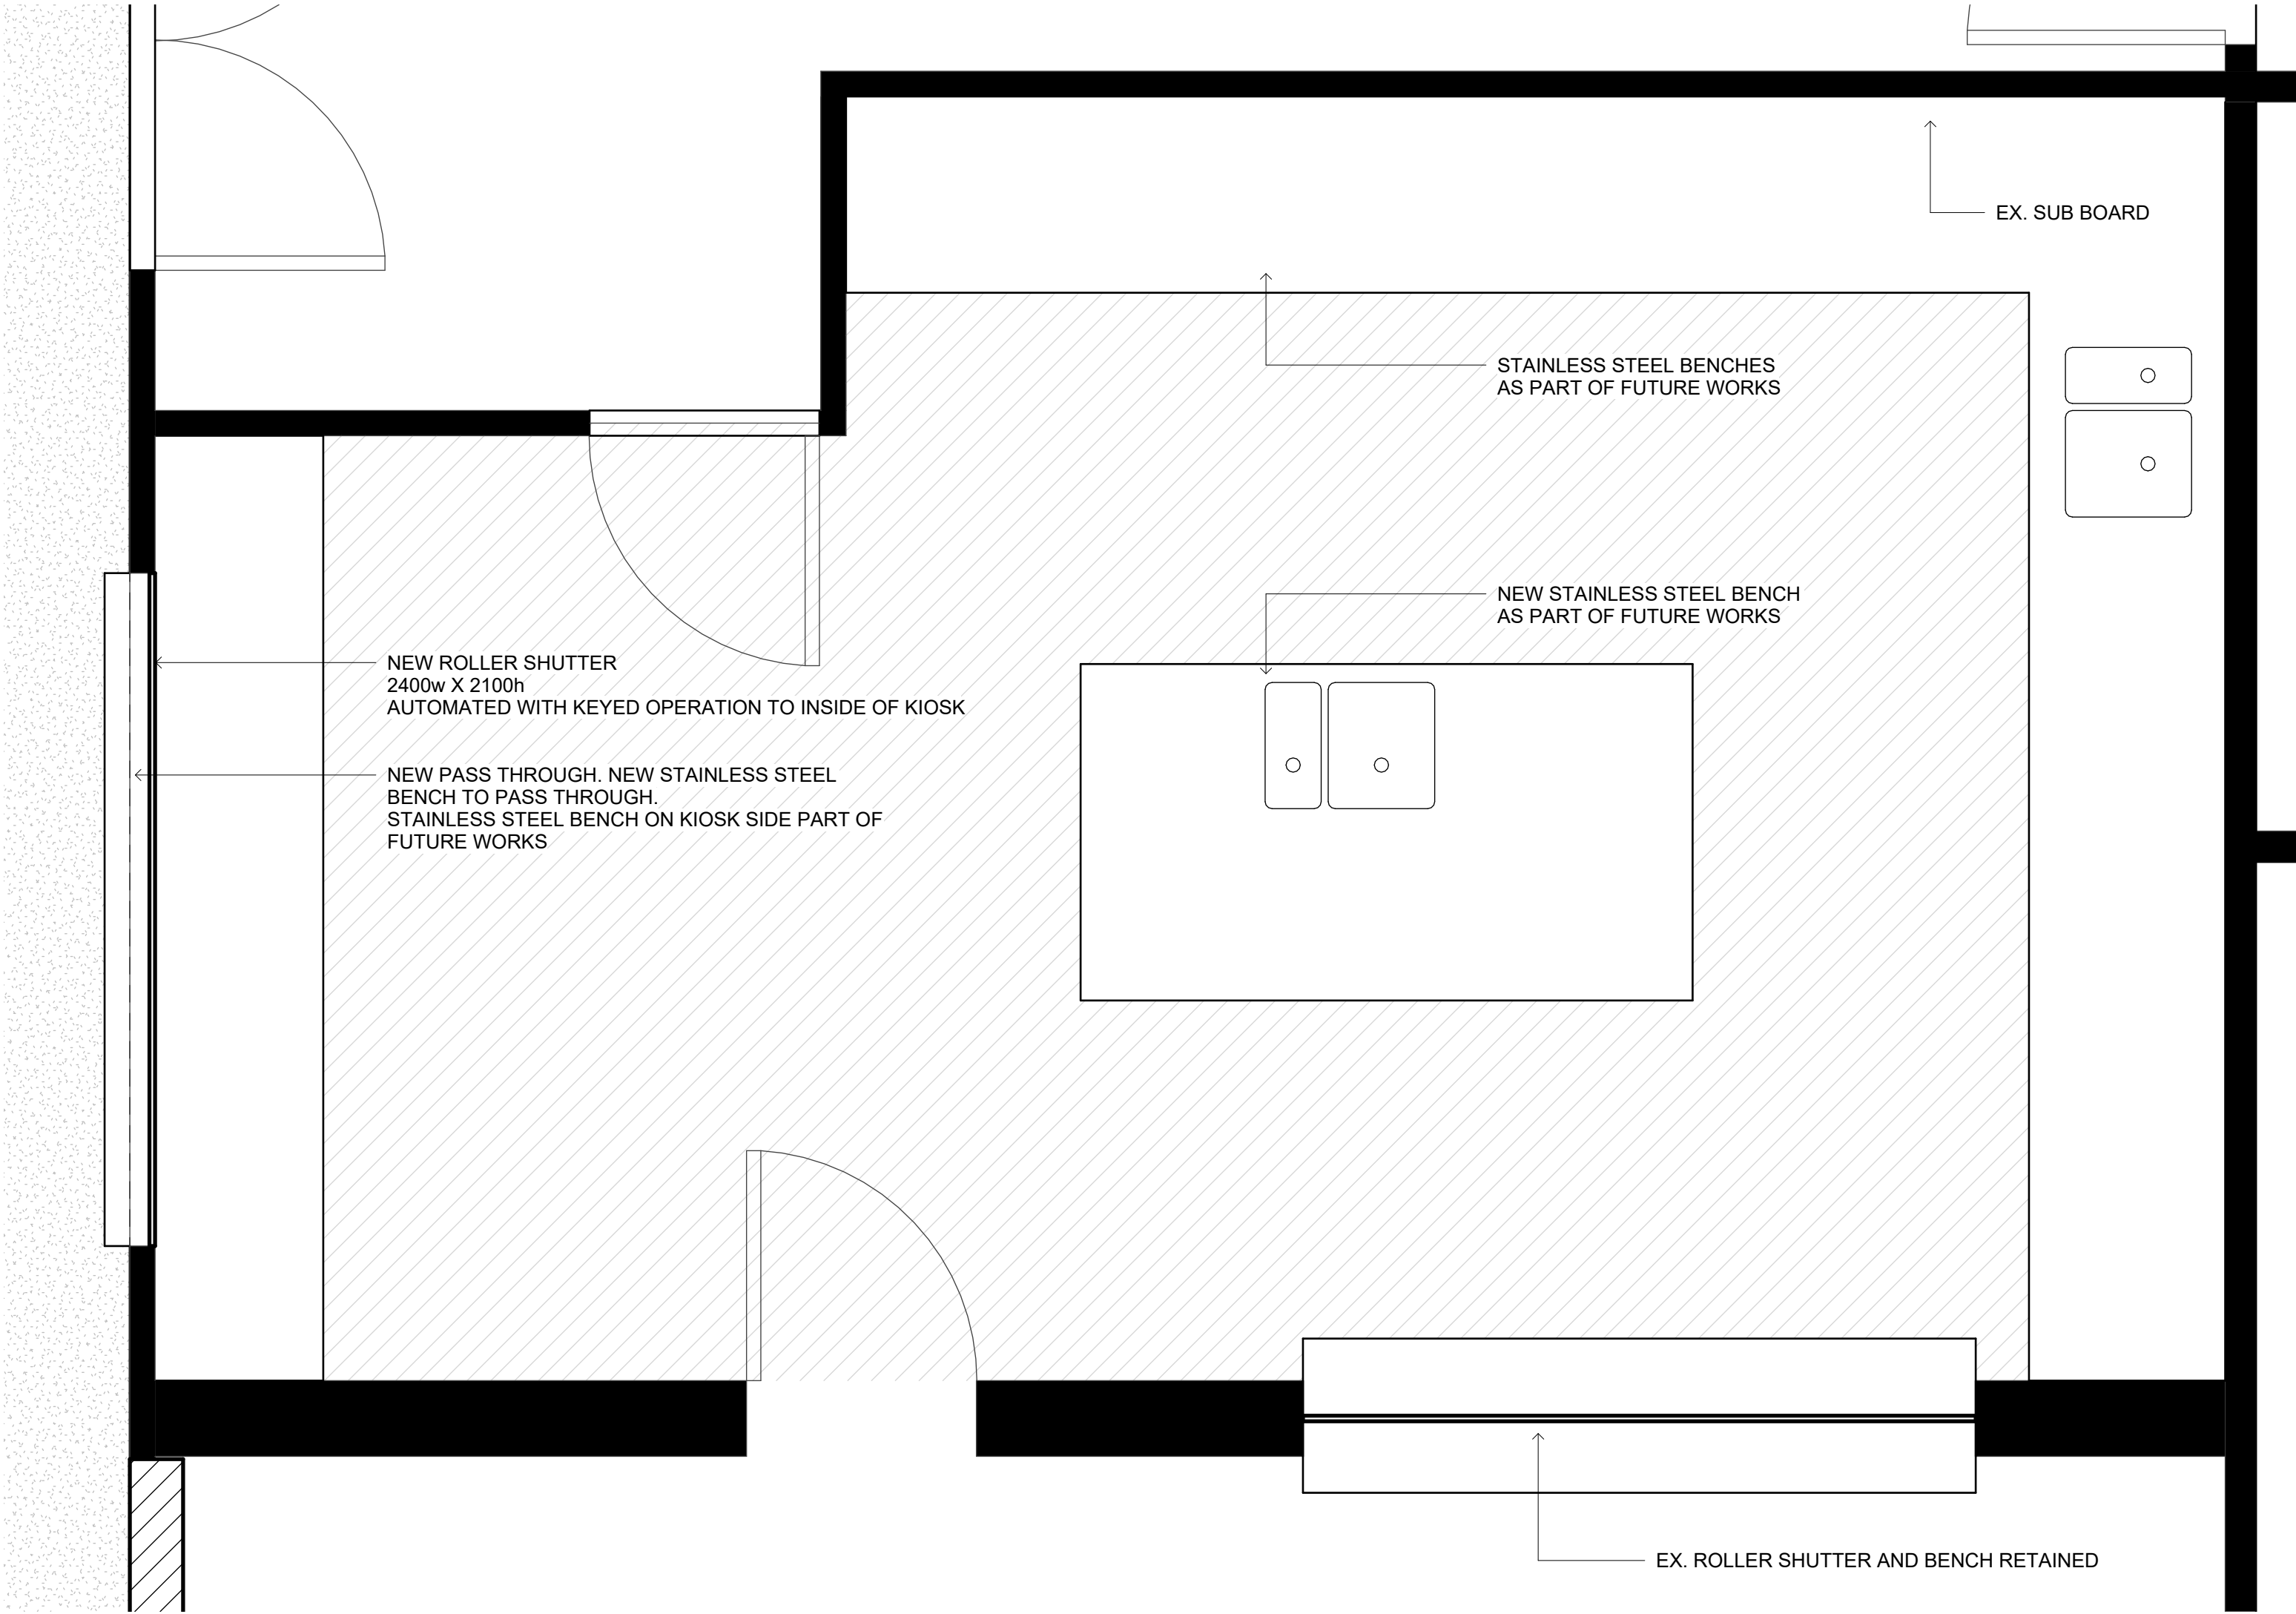 EX. SUB BOARD
STAINLESS STEEL BENCHES
AS PART OF FUTURE WORKS
NEW STAINLESS STEEL BENCH
AS PART OF FUTURE WORKS
NEW ROLLER SHUTTER
2400w X 2100h
AUTOMATED WITH KEYED OPERATION TO INSIDE OF KIOSK
NEW PASS THROUGH. NEW STAINLESS STEEL
BENCH TO PASS THROUGH.
STAINLESS STEEL BENCH ON KIOSK SIDE PART OF
FUTURE WORKS
EX. ROLLER SHUTTER AND BENCH RETAINED